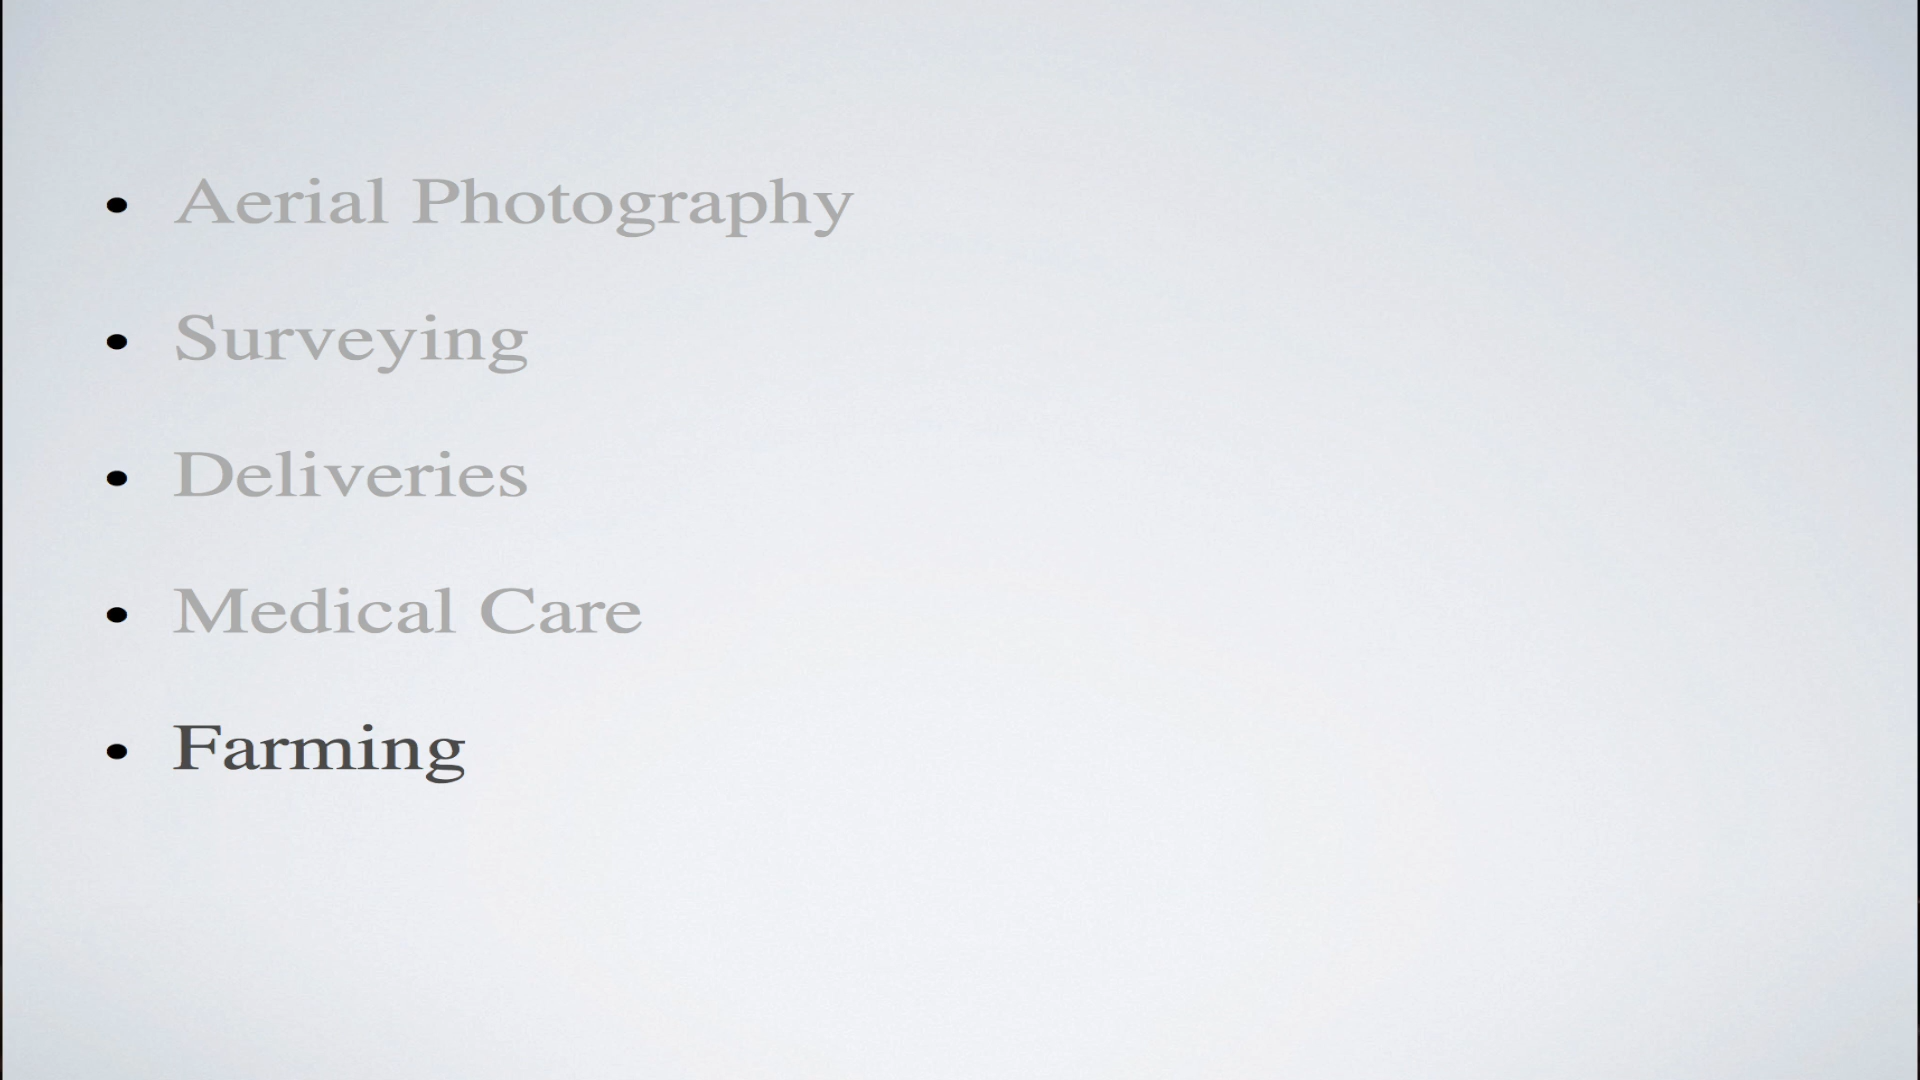 • Aerial Photography
• Surveying
• Deliveries
• Medical Care
• Farming